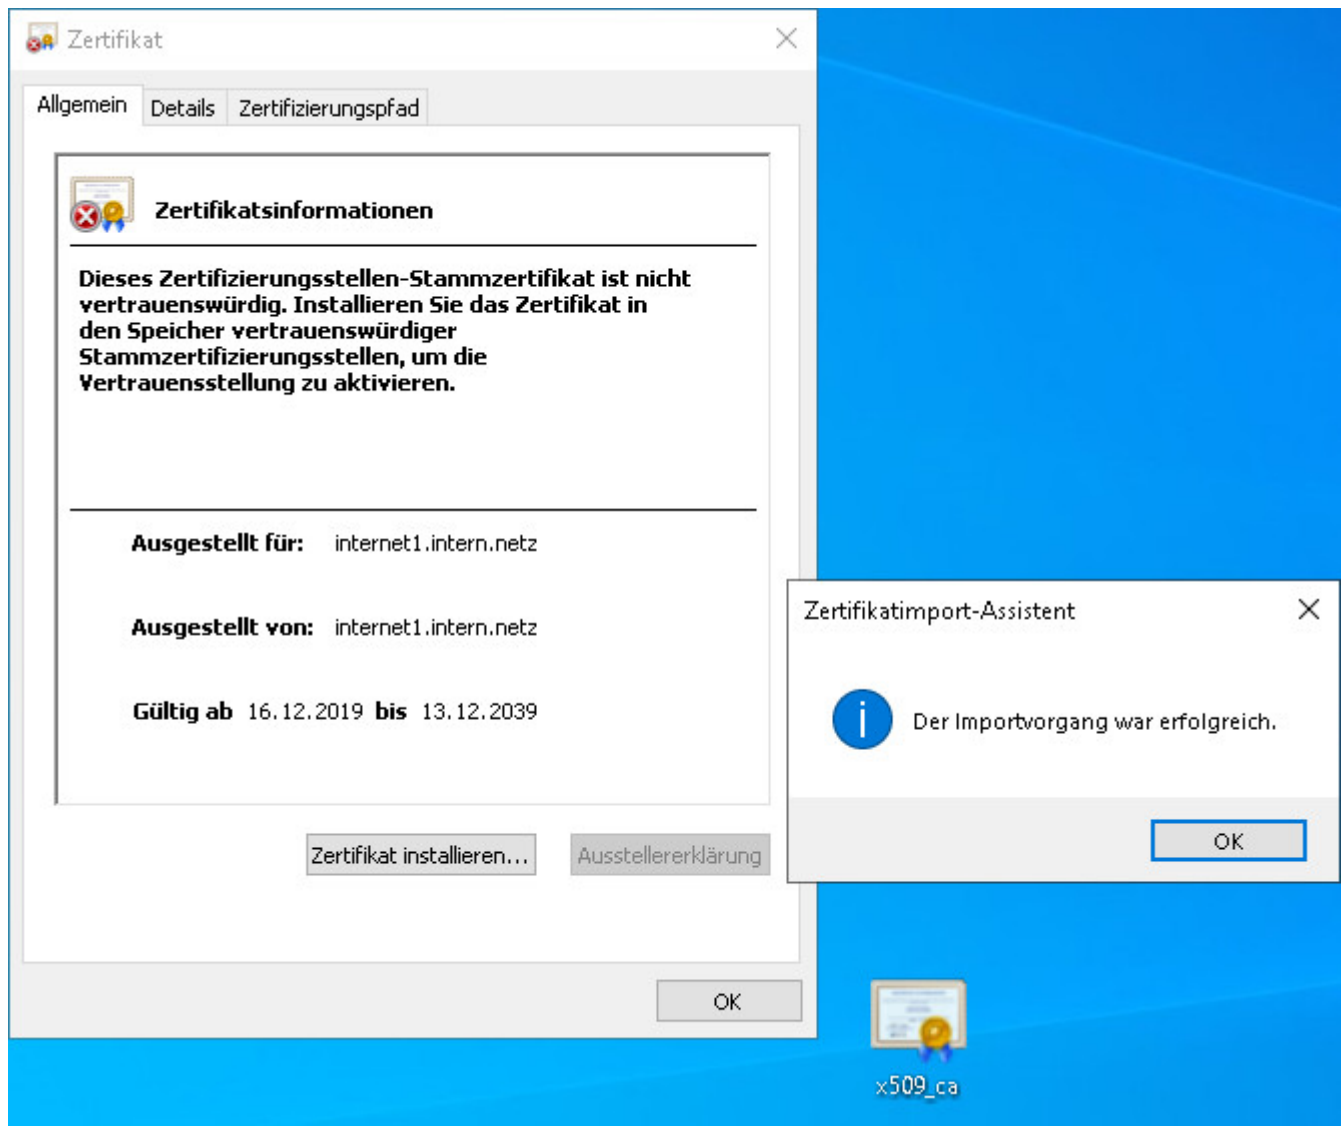 Zertifikat
Allgemein Details Zertifizierungspfad
Zertifikatsinformationen
Dieses Zertifizierungsstellen-Stammzertifikat ist nicht
vertrauenswürdig. Installieren Sie das Zertifikat in
den Speicher vertrauenswürdiger
Stammzertifizierungsstellen, um die
Vertrauensstellung zu aktivieren.
Ausgestellt für: internet1.intern.netz
Ausgestellt von: internet1.intern.netz
Gültig ab 16.12.2019 bis 13.12.2039
Zertifikat installieren... Ausstellererklärung
OK
Zertifikatimport-Assistent
Der Importvorgang war erfolgreich.
OK
x509_ca